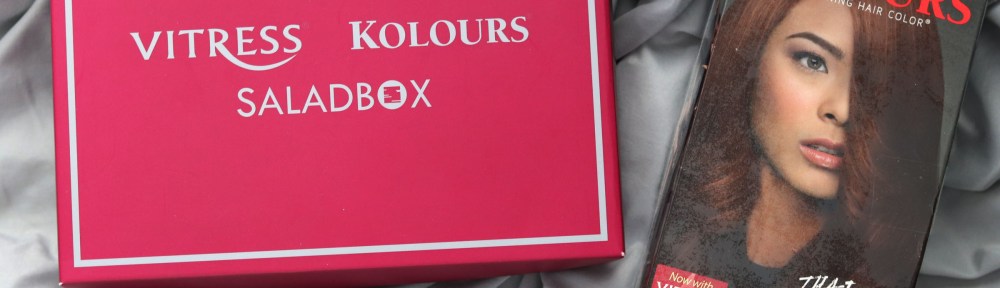 VITRESS KOLOURS
SALADBOX
HAIR COLOR®
Now with